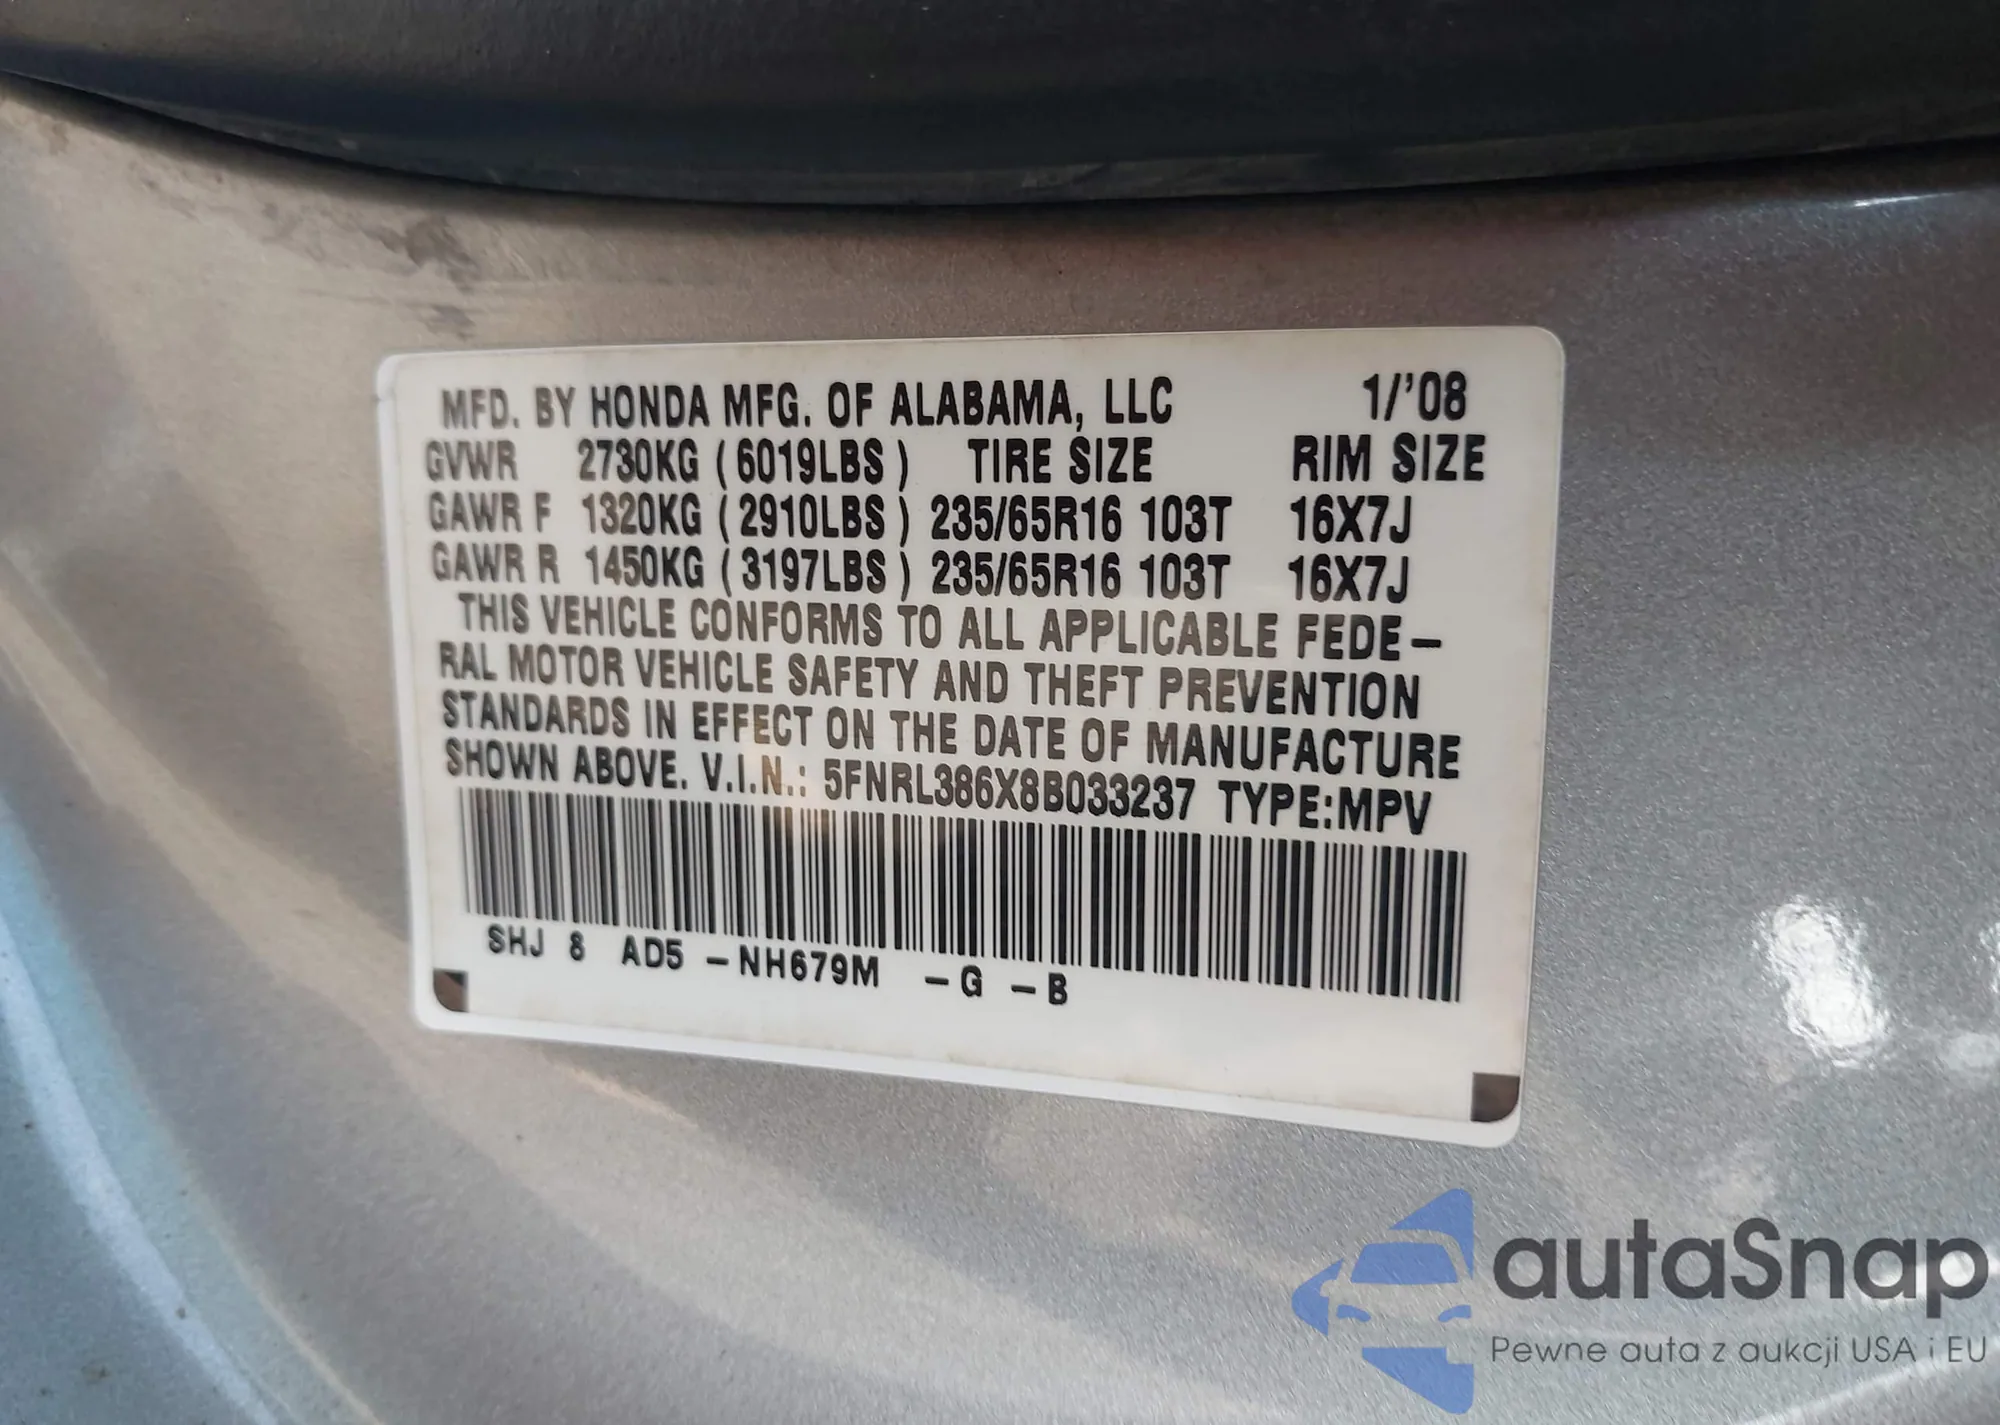 MFD. BY HONDA MFG. OF ALABAMA, LLC 1/'08
GVWR 2730KG (6019LBS) TIRE SIZE RIM SIZE
GAWR F 1320KG (2910LBS) 235/65R16 103T 16X7J
GAWR R 1450KG (3197LBS) 235/65R16 103T 16X7J
THIS VEHICLE CONFORMS TO ALL APPLICABLE FEDE-
RAL MOTOR VEHICLE SAFETY AND THEFT PREVENTION
STANDARDS IN EFFECT ON THE DATE OF MANUFACTURE
SHOWN ABOVE. V.I.N.: 5FNRL386X8B033237 TYPE:MPV
SHJ 8 AD5 -NH679M -G -B
autaSnap
Pewne auta z aukcji USA i EU